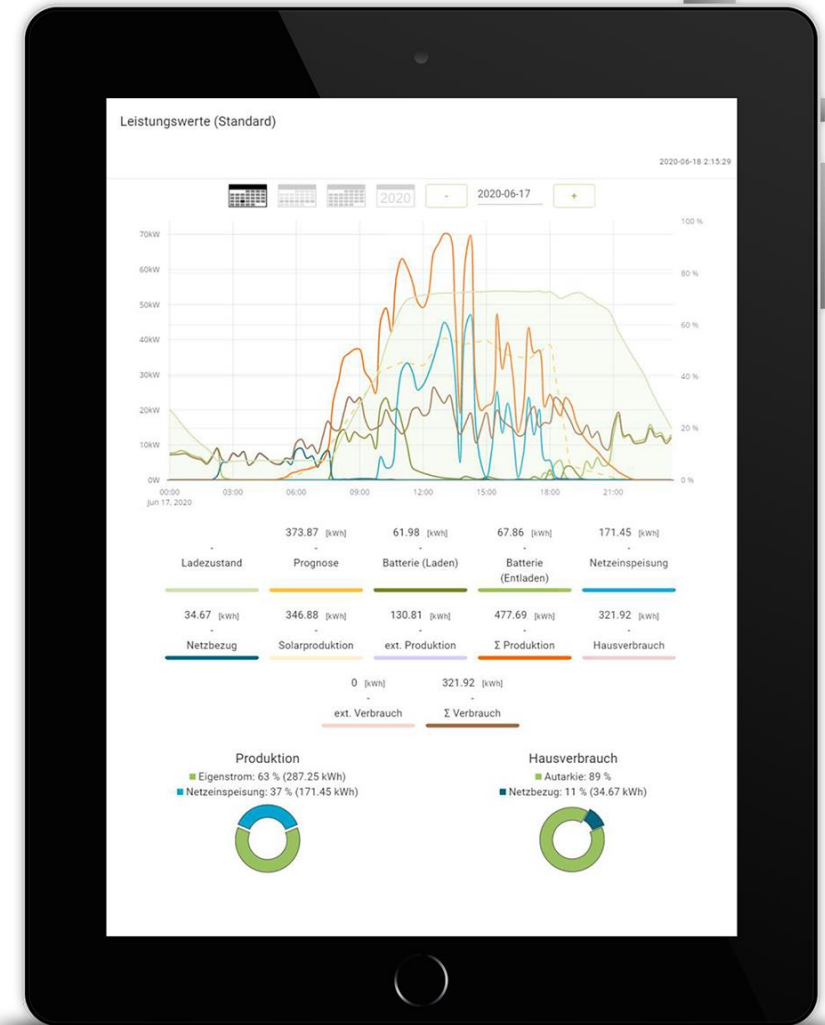 Leistungswerte (Standard)
2020-06-18 2:15:29
2020 - 2020-06-17 +
100 %
70kW
60kW 80 %
50kW
60 %
40kW
30kW 40 %
20kW
20 %
10kW
0W 0 %
00:00 03:00 06:00 09:00 12:00 15:00 18:00 21:00
Jun 17, 2020
373.87 [kWh] 61.98 [kWh] 67.86 [kWh] 171.45 [kWh]
- - - - -
Ladezustand Prognose Batterie (Laden) Batterie (Entladen) Netzeinspeisung
34.67 [kWh] 346.88 [kWh] 130.81 [kWh] 477.69 [kWh] 321.92 [kWh]
- - - - -
Netzbezug Solarproduktion ext. Produktion Σ Produktion Hausverbrauch
0 [kWh] 321.92 [kWh]
- -
ext. Verbrauch Σ Verbrauch
Produktion
Eigenstrom: 63 % (287.25 kWh)
Netzeinspeisung: 37 % (171.45 kWh)
Hausverbrauch
Autarkie: 89 %
Netzbezug: 11 % (34.67 kWh)